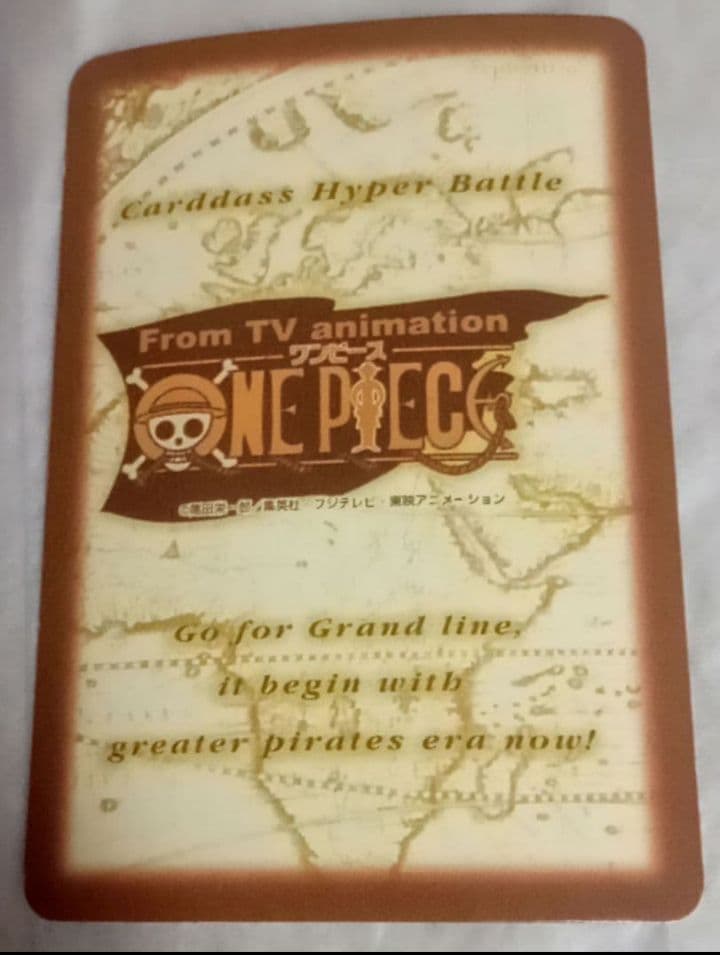 Carddass Hyper Battle
From TV animation
ワンピース
ONE PIECE
©尾田栄一郎/集英社・フジテレビ・東映アニメーション
Go for Grand line,
it begin with
greater pirates era now!